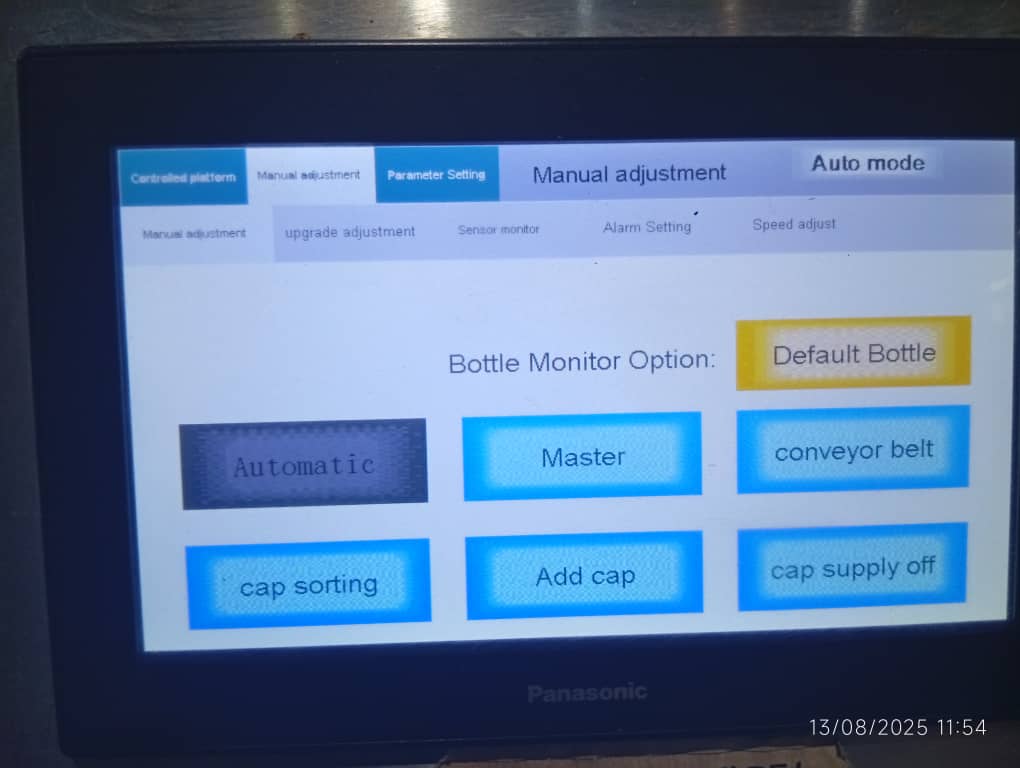 Controlled platform
Manual adjustment
Parameter Setting
Manual adjustment
Auto mode
Manual adjustment
upgrade adjustment
Sensor monitor
Alarm Setting
Speed adjust
Bottle Monitor Option:
Default Bottle
Automatic
Master
conveyor belt
cap sorting
Add cap
cap supply off
Panasonic
13/08/2025 11:54